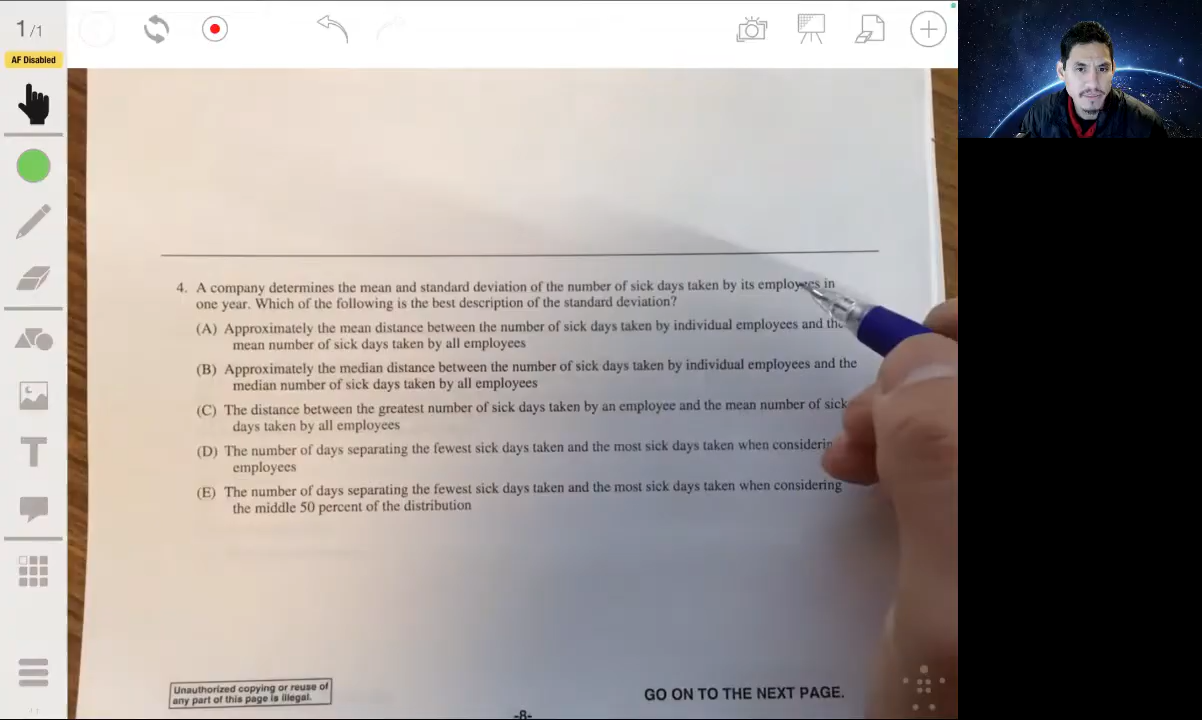 1/1
AF Disabled
4. A company determines the mean and standard deviation of the number of sick days taken by its employees in
one year. Which of the following is the best description of the standard deviation?
(A) Approximately the mean distance between the number of sick days taken by individual employees and the
mean number of sick days taken by all employees
(B) Approximately the median distance between the number of sick days taken by individual employees and the
median number of sick days taken by all employees
(C) The distance between the greatest number of sick days taken by an employee and the mean number of sick
days taken by all employees
(D) The number of days separating the fewest sick days taken and the most sick days taken when
employees
(E) The number of days separating the fewest sick days taken and the most sick days taken when considering
the middle 50 percent of the distribution
T
Unauthorized copying or reuse of
any part of this page is illegal.
GO ON TO THE NEXT PAGE.
-8-